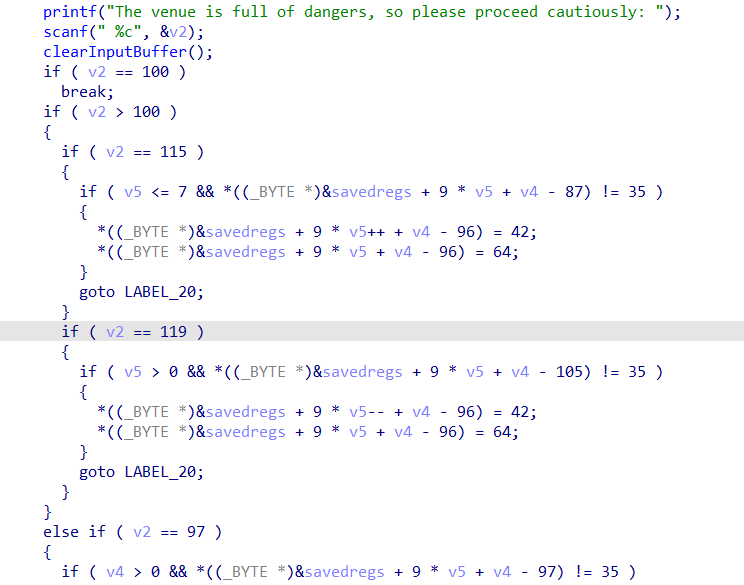 printf("The venue is full of dangers, so please proceed cautiously: ");
scanf(" %c", &v2);
clearInputBuffer();
if ( v2 == 100 )
break;
if ( v2 > 100 )
{
if ( v2 == 115 )
{
if ( v5 <= 7 && *((_BYTE *)&savedregs + 9 * v5 + v4 - 87) != 35 )
{
*((_BYTE *)&savedregs + 9 * v5++ + v4 - 96) = 42;
*((_BYTE *)&savedregs + 9 * v5 + v4 - 96) = 64;
}
goto LABEL_20;
}
if ( v2 == 119 )
{
if ( v5 > 0 && *((_BYTE *)&savedregs + 9 * v5 + v4 - 105) != 35 )
{
*((_BYTE *)&savedregs + 9 * v5-- + v4 - 96) = 42;
*((_BYTE *)&savedregs + 9 * v5 + v4 - 96) = 64;
}
goto LABEL_20;
}
}
else if ( v2 == 97 )
{
if ( v4 > 0 && *((_BYTE *)&savedregs + 9 * v5 + v4 - 97) != 35 )